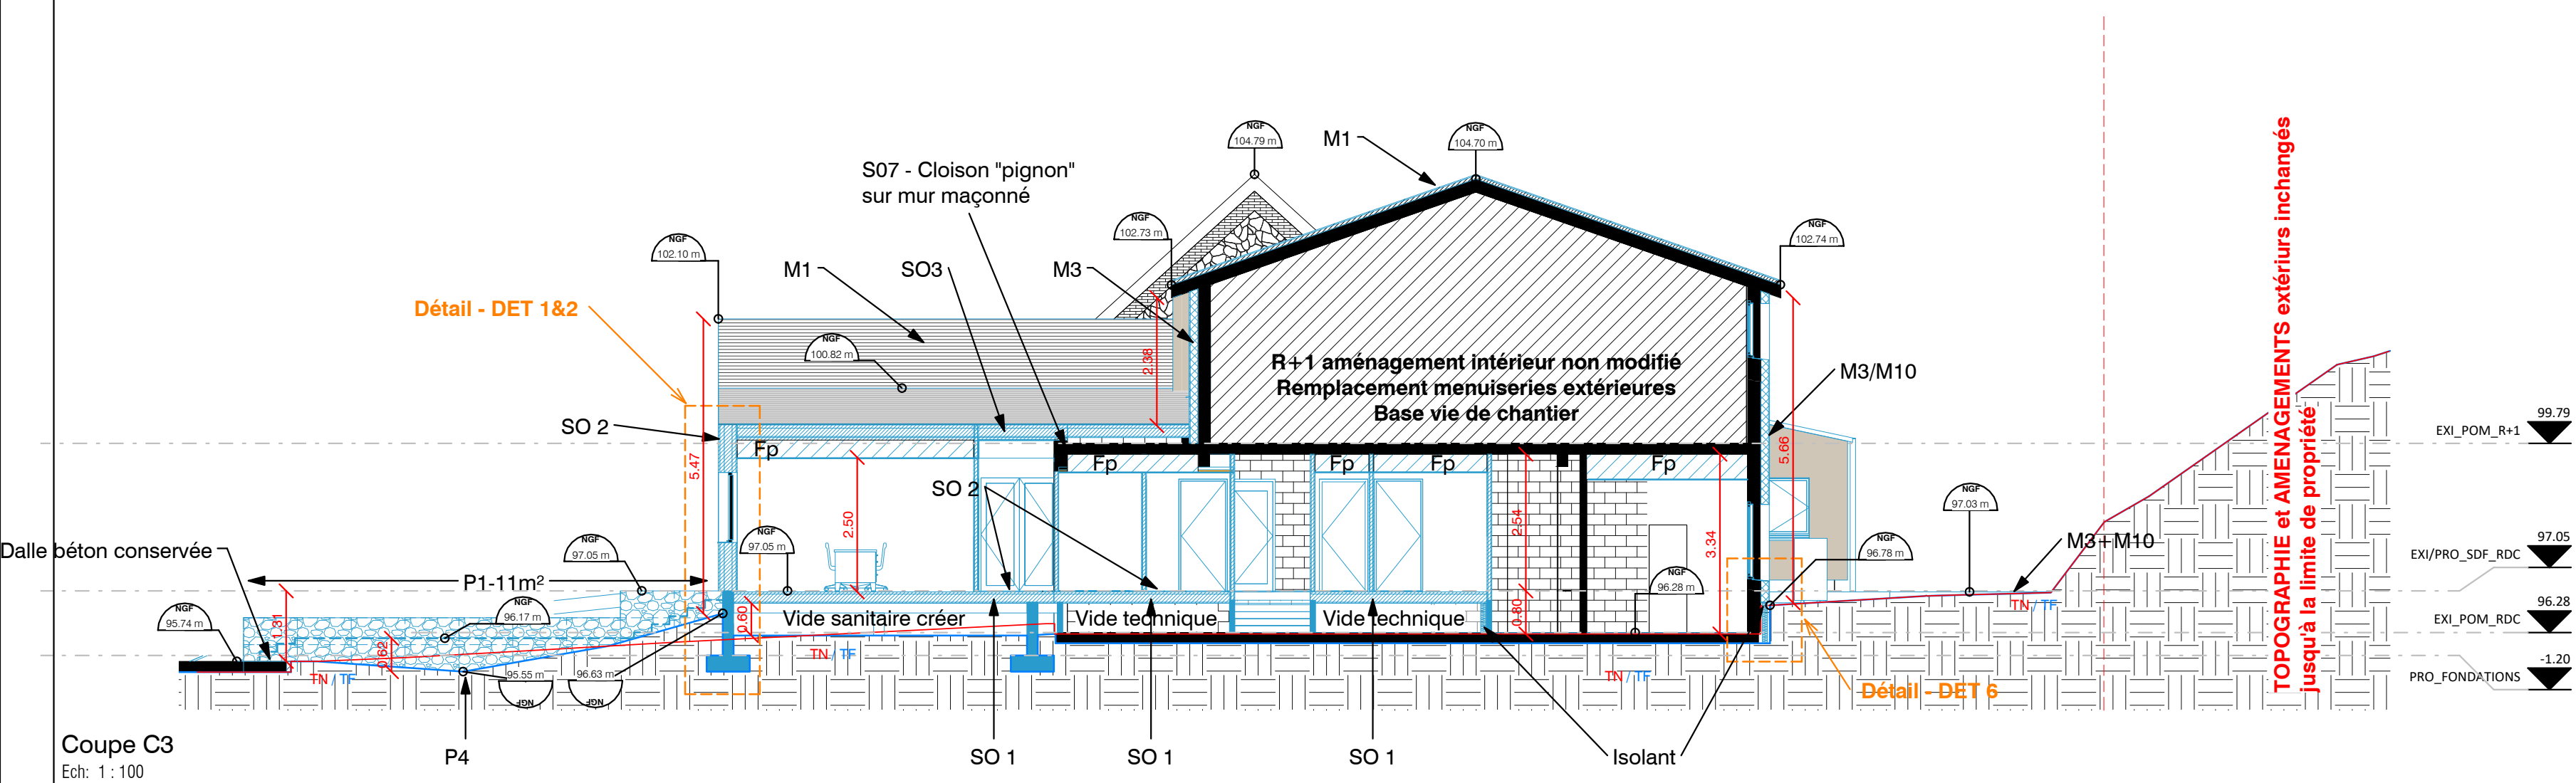 NGF
104.79 m
NGF
104.70 m
M1
S07 - Cloison "pignon"
sur mur maçonné
NGF
102.73 m
NGF
102.74 m
NGF
102.10 m
M1
SO3
M3
Détail - DET 1&2
NGF
100.82 m
2.38
R+1 aménagement intérieur non modifié
Remplacement menuiseries extérieures
Base vie de chantier
M3/M10
TOPOGRAPHIE et AMENAGEMENTS extérieurs inchangés
jusqu'à la limite de propriété
99.79
EXI_POM_R+1
SO 2
Fp
Fp
Fp
Fp
Fp
5.47
5.66
2.50
SO 2
2.54
3.34
NGF
97.03 m
Dalle béton conservée
NGF
97.05 m
NGF
97.05 m
NGF
96.78 m
M3+M10
97.05
EXI/PRO_SDF_RDC
P1-11m²
NGF
96.28 m
NGF
95.74 m
NGF
96.17 m
1.31
0.62
0.60
0.80
Vide sanitaire créer
Vide technique
Vide technique
TN / TF
96.28
EXI_POM_RDC
TN / TF
TN / TF
TN / TF
95.55 m
NGF
96.63 m
NGF
-1.20
PRO_FONDATIONS
Détail - DET 6
P4
SO 1
SO 1
SO 1
Isolant
Coupe C3
Ech: 1 : 100